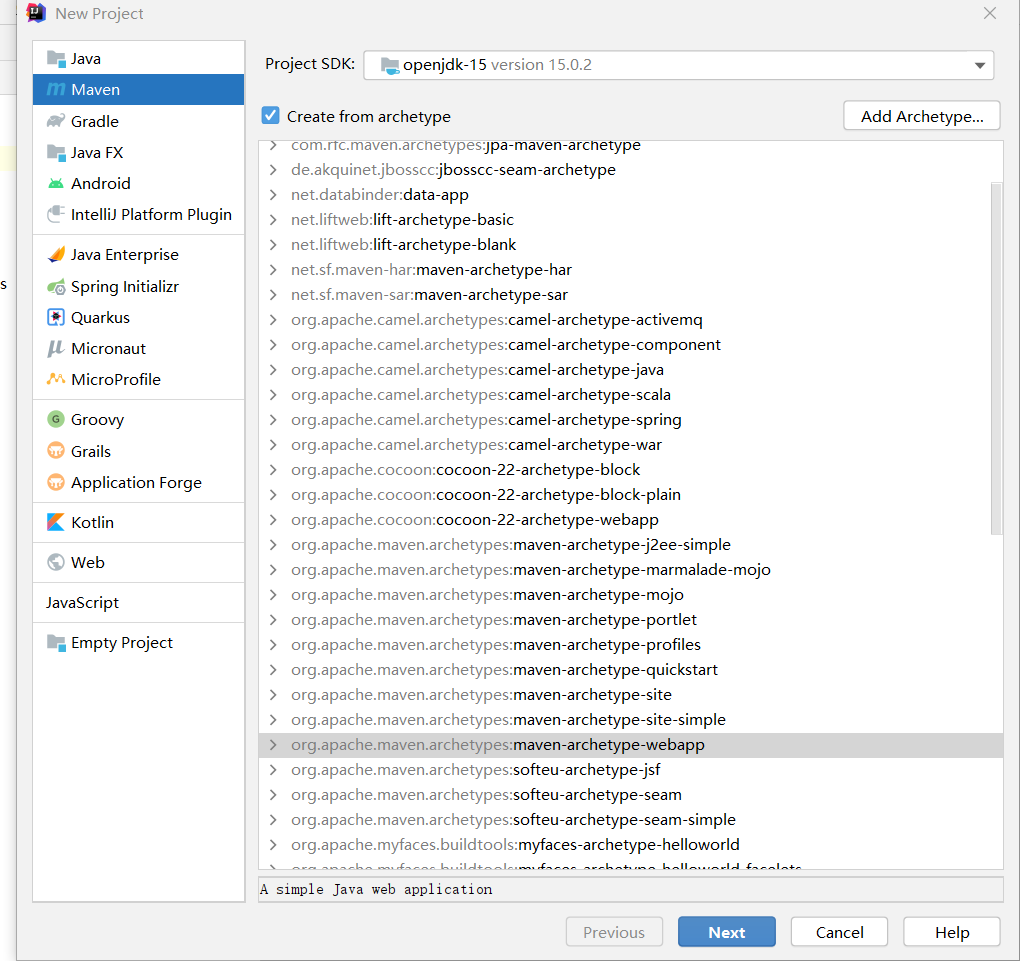 New Project
Java
Maven
Gradle
Java FX
Android
IntelliJ Platform Plugin
Java Enterprise
Spring Initializr
Quarkus
Micronaut
MicroProfile
Groovy
Grails
Application Forge
Kotlin
Web
JavaScript
Empty Project
s
Project SDK: openjdk-15 version 15.0.2
Create from archetype
Add Archetype...
com.rfc.maven.archetypes:jpa-maven-archetype
de.akquinet.jbosscc:jbosscc-seam-archetype
net.databinder:data-app
net.liftweb:lift-archetype-basic
net.liftweb:lift-archetype-blank
net.sf.maven-har:maven-archetype-har
net.sf.maven-sar:maven-archetype-sar
org.apache.camel.archetypes:camel-archetype-activemq
org.apache.camel.archetypes:camel-archetype-component
org.apache.camel.archetypes:camel-archetype-java
org.apache.camel.archetypes:camel-archetype-scala
org.apache.camel.archetypes:camel-archetype-spring
org.apache.camel.archetypes:camel-archetype-war
org.apache.cocoon:cocoon-22-archetype-block
org.apache.cocoon:cocoon-22-archetype-block-plain
org.apache.cocoon:cocoon-22-archetype-webapp
org.apache.maven.archetypes:maven-archetype-j2ee-simple
org.apache.maven.archetypes:maven-archetype-marmalade-mojo
org.apache.maven.archetypes:maven-archetype-mojo
org.apache.maven.archetypes:maven-archetype-portlet
org.apache.maven.archetypes:maven-archetype-profiles
org.apache.maven.archetypes:maven-archetype-quickstart
org.apache.maven.archetypes:maven-archetype-site
org.apache.maven.archetypes:maven-archetype-site-simple
org.apache.maven.archetypes:maven-archetype-webapp
org.apache.maven.archetypes:softeu-archetype-jsf
org.apache.maven.archetypes:softeu-archetype-seam
org.apache.maven.archetypes:softeu-archetype-seam-simple
org.apache.myfaces.buildtools:myfaces-archetype-helloworld
org.apache.myfaces.buildtools:myfaces-archetype-helloworld-facelets
A simple Java web application
Previous
Next
Cancel
Help